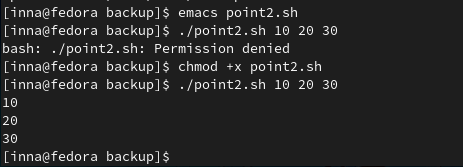 [inna@fedora backup]$ emacs point2.sh
[inna@fedora backup]$ ./point2.sh 10 20 30
bash: ./point2.sh: Permission denied
[inna@fedora backup]$ chmod +x point2.sh
[inna@fedora backup]$ ./point2.sh 10 20 30
10
20
30
[inna@fedora backup]$